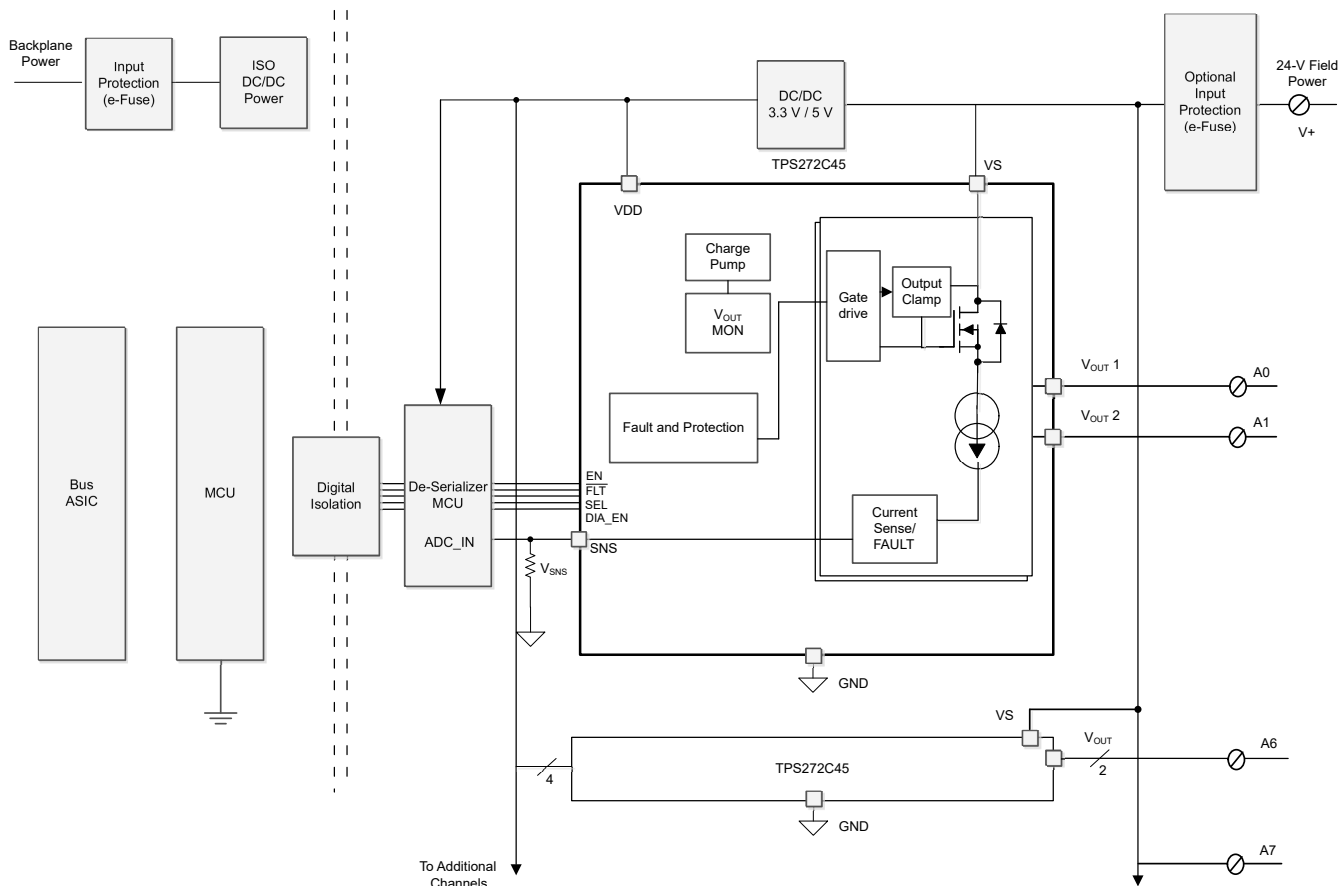 Backplane
Power
Input
Protection
(e-Fuse)
ISO
DC/DC
Power
DC/DC
3.3 V / 5 V
Optional
Input
Protection
(e-Fuse)
24-V Field
Power
V+
TPS272C45
VS
VDD
Charge
Pump
VOUT
MON
Gate
drive
Output
Clamp
Fault and Protection
VOUT 1
A0
VOUT 2
A1
Bus
ASIC
MCU
Digital
Isolation
De-Serializer
MCU
ADC_IN
EN
FLT
SEL
DIA_EN
SNS
VSNS
Current
Sense/
FAULT
GND
VS
TPS272C45
4
VOUT
2
A6
GND
A7
To Additional
Channels